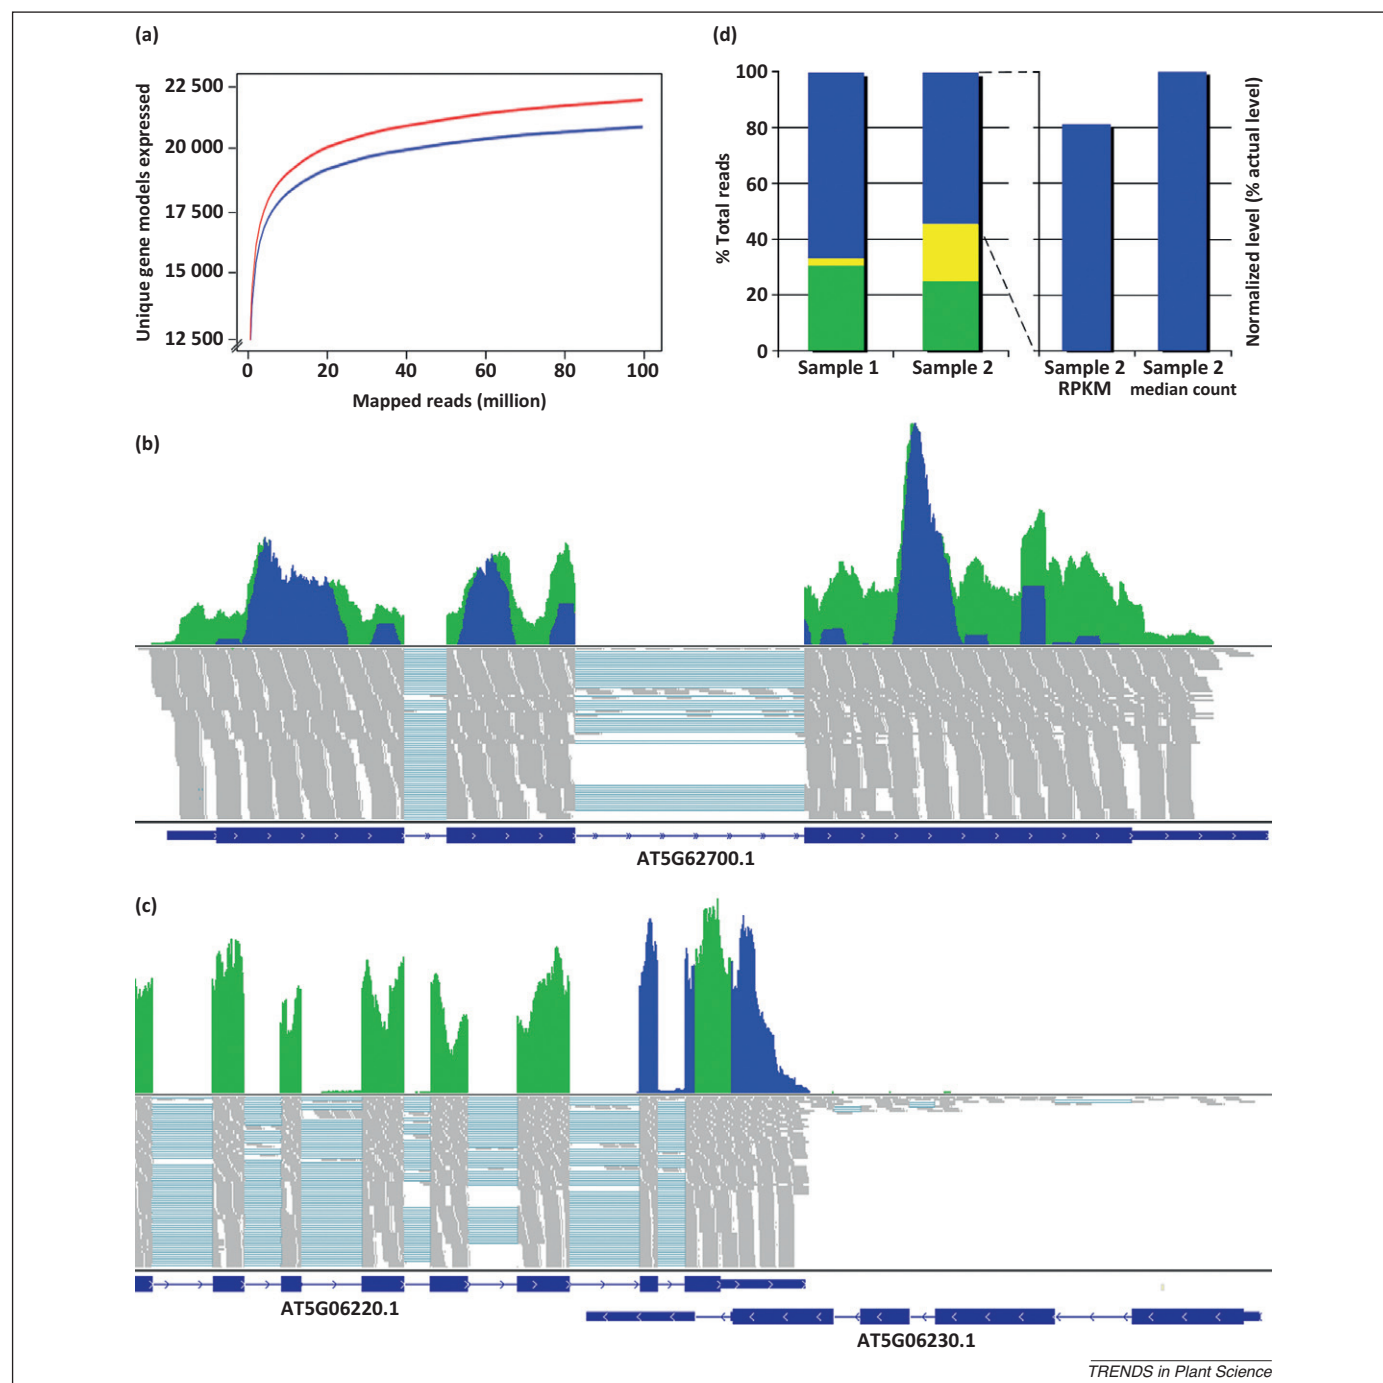 (a)
Unique gene models expressed
22 500
20 000
17 500
15 000
12 500
0 20 40 60 80 100
Mapped reads (million)
(d)
% Total reads
100
80
60
40
20
0
Sample 1
Sample 2
Sample 2
RPKM
Sample 2
median count
Normalized level (% actual level)
(b)
AT5G62700.1
(c)
AT5G06220.1
AT5G06230.1
TRENDS in Plant Science